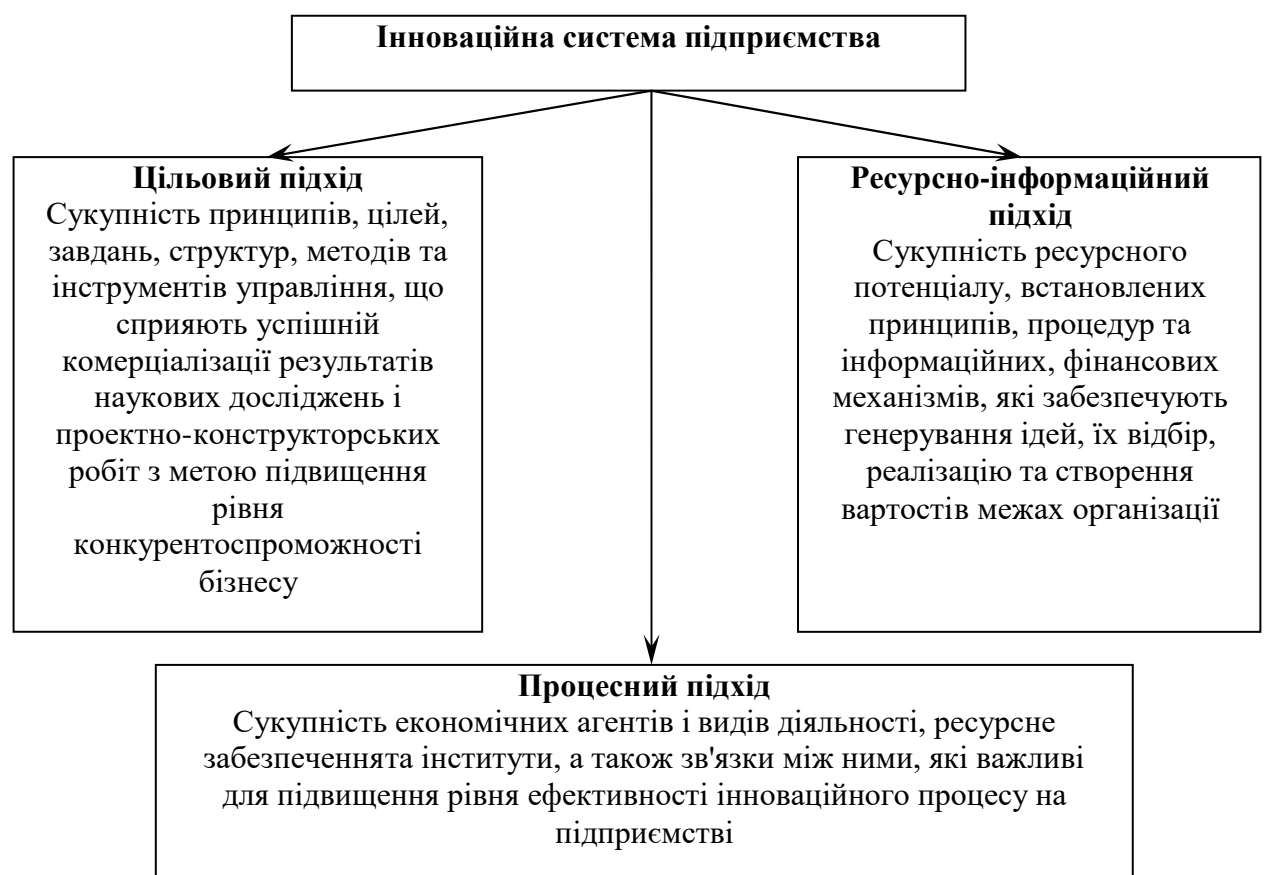 Інноваційна система підприємства
Цільовий підхід
Сукупність принципів, цілей,
завдань, структур, методів та
інструментів управління, що
сприяють успішній
комерціалізації результатів
наукових досліджень і
проектно-конструкторських
робіт з метою підвищення
рівня
конкурентоспроможності
бізнесу
Ресурсно-інформаційний
підхід
Сукупність ресурсного
потенціалу, встановлених
принципів, процедур та
інформаційних, фінансових
механізмів, які забезпечують
генерування ідей, їх відбір,
реалізацію та створення
вартостів межах організації
Процесний підхід
Сукупність економічних агентів і видів діяльності, ресурсне
забезпеченнята інститути, а також зв'язки між ними, які важливі
для підвищення рівня ефективності інноваційного процесу на
підприємстві